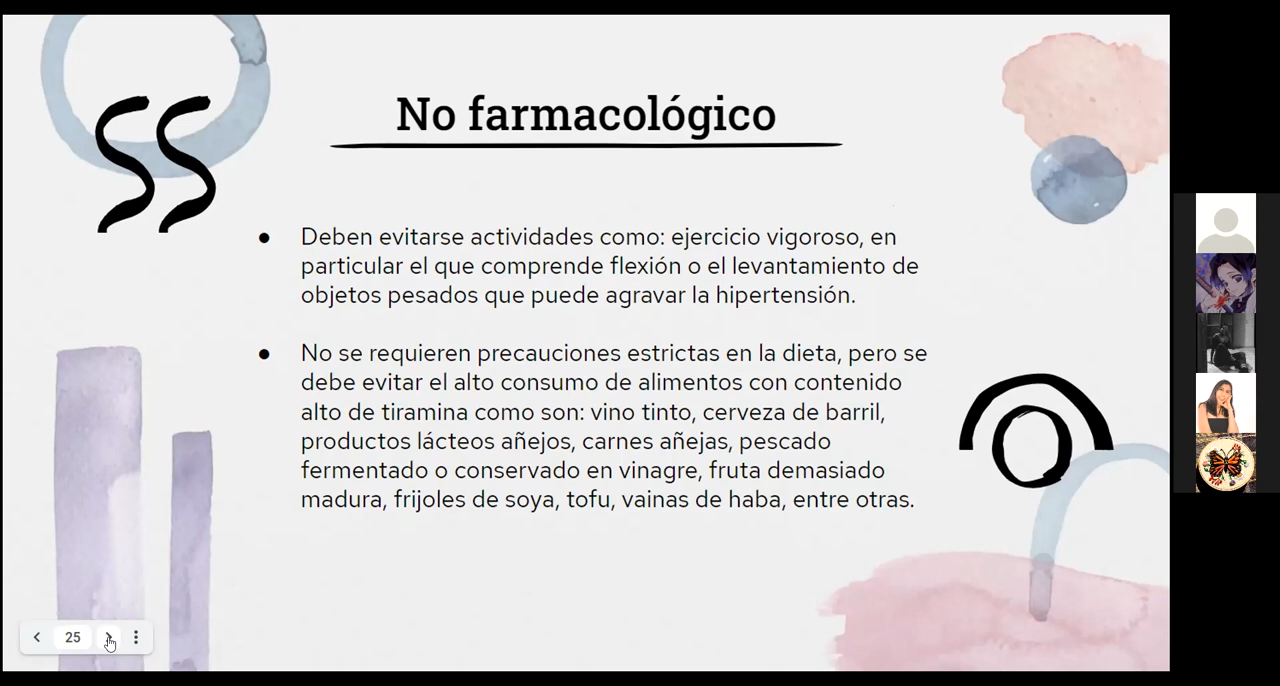 No farmacológico
● Deben evitarse actividades como: ejercicio vigoroso, en
particular el que comprende flexión o el levantamiento de
objetos pesados que puede agravar la hipertensión.
● No se requieren precauciones estrictas en la dieta, pero se
debe evitar el alto consumo de alimentos con contenido
alto de tiramina como son: vino tinto, cerveza de barril,
productos lácteos añejos, carnes añejas, pescado
fermentado o conservado en vinagre, fruta demasiado
madura, frijoles de soya, tofu, vainas de haba, entre otras.
25